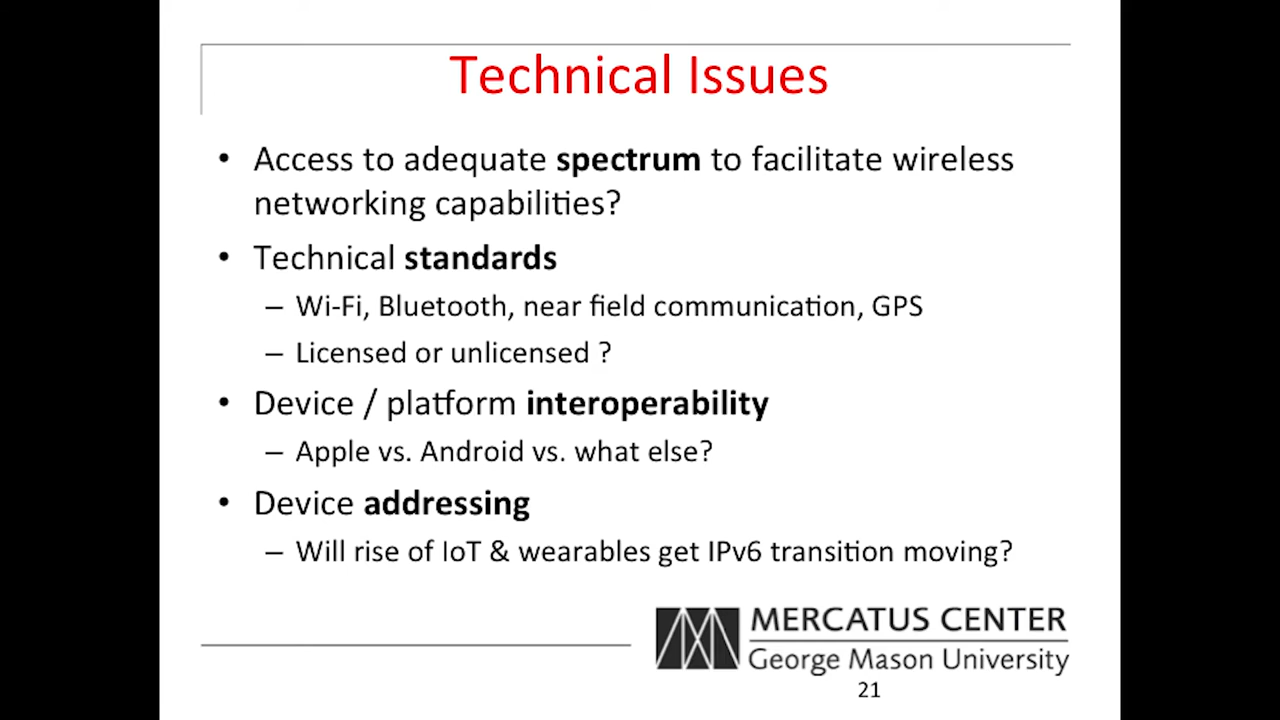 Technical Issues
• Access to adequate spectrum to facilitate wireless
networking capabilities?
• Technical standards
– Wi-Fi, Bluetooth, near field communication, GPS
– Licensed or unlicensed ?
• Device / platform interoperability
– Apple vs. Android vs. what else?
• Device addressing
– Will rise of IoT & wearables get IPv6 transition moving?
MERCATUS CENTER
George Mason University
21